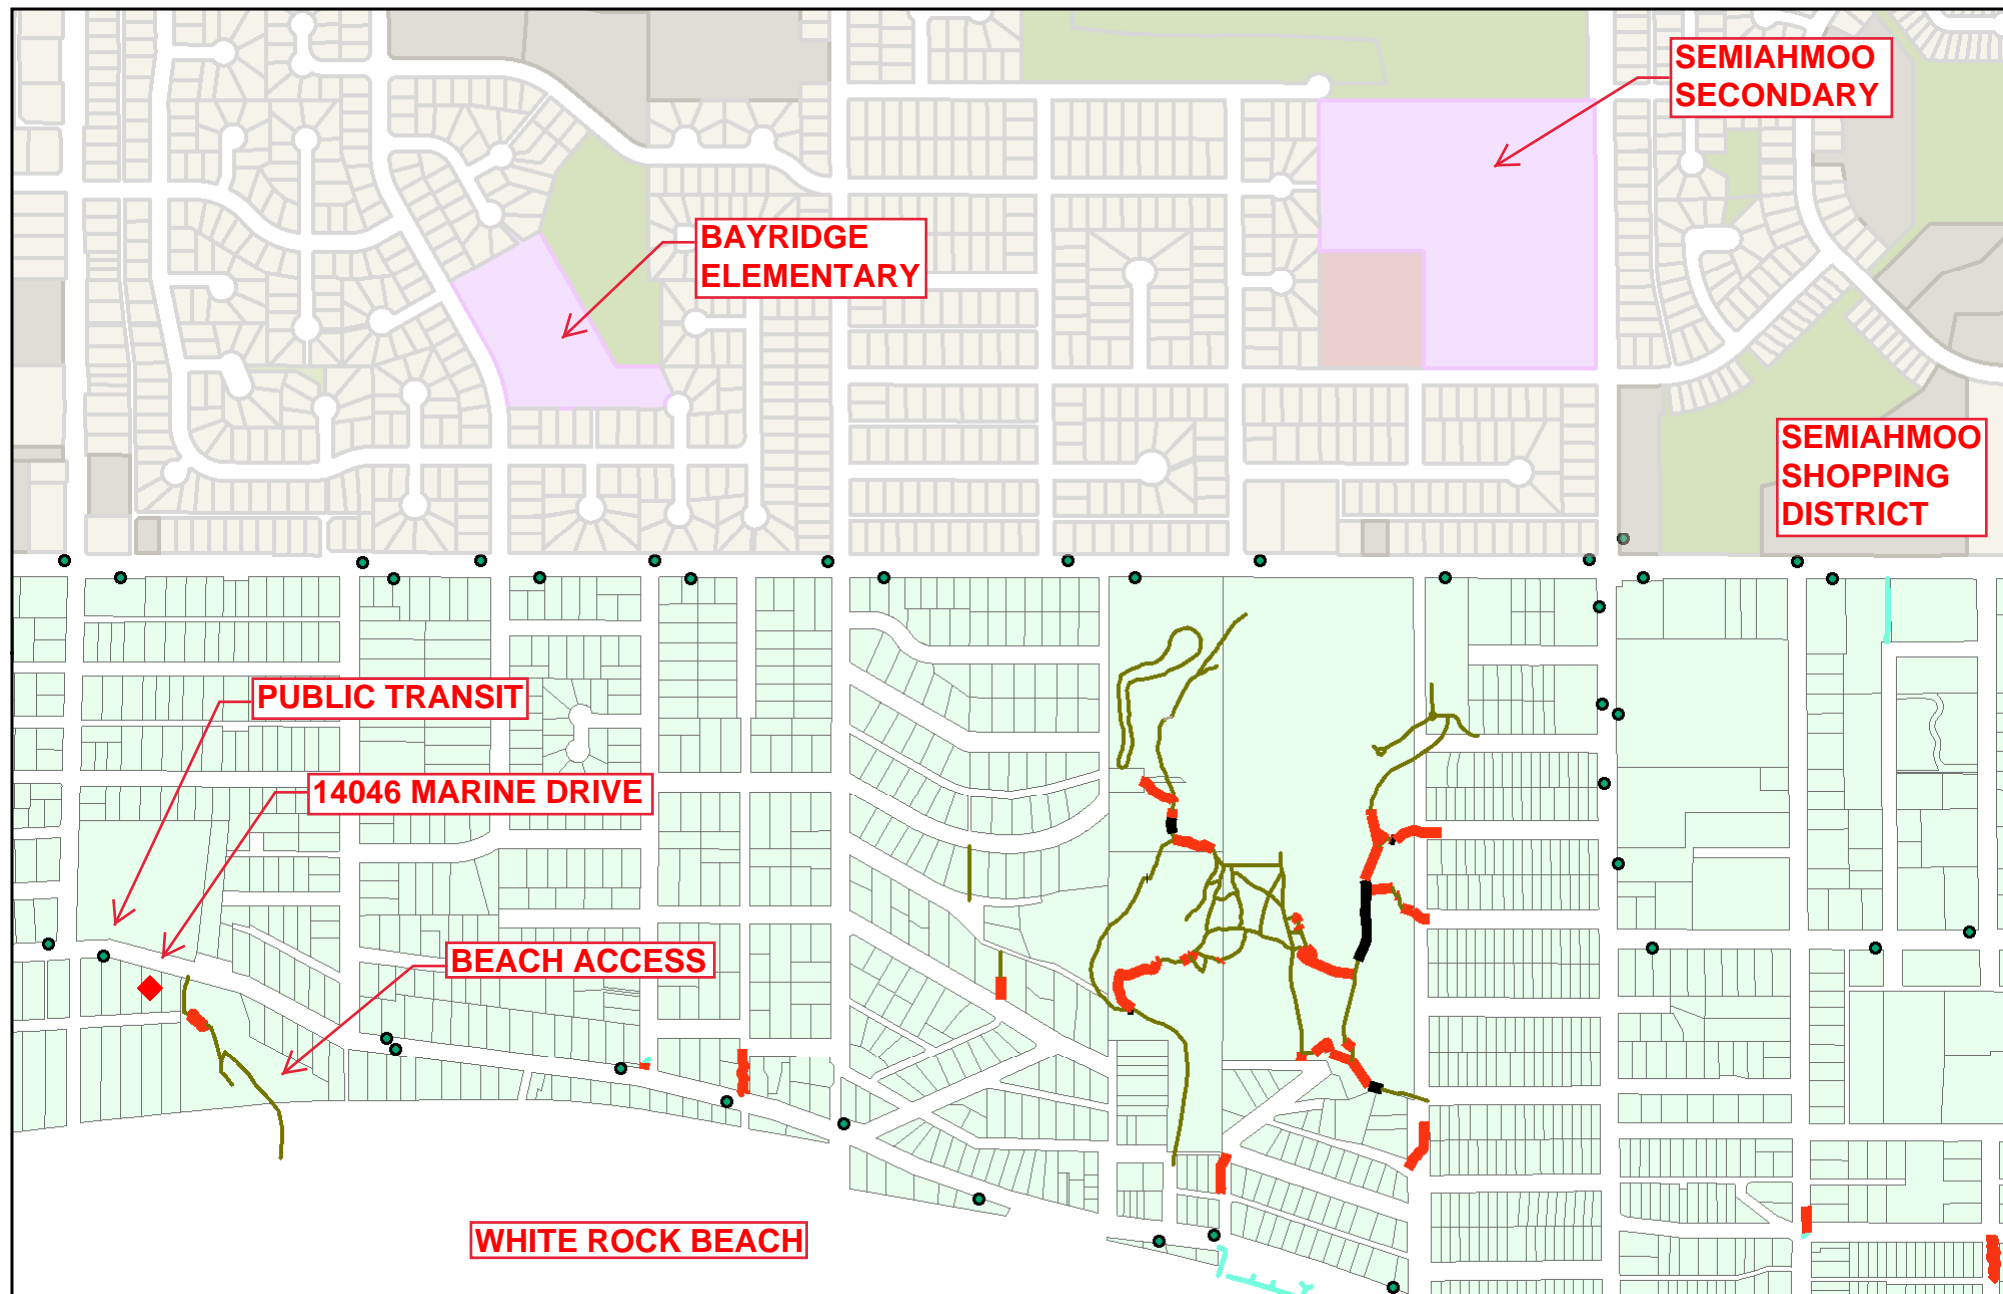 SEMIAHMOO
SECONDARY
BAYRIDGE
ELEMENTARY
SEMIAHMOO
SHOPPING
DISTRICT
PUBLIC TRANSIT
14046 MARINE DRIVE
BEACH ACCESS
WHITE ROCK BEACH